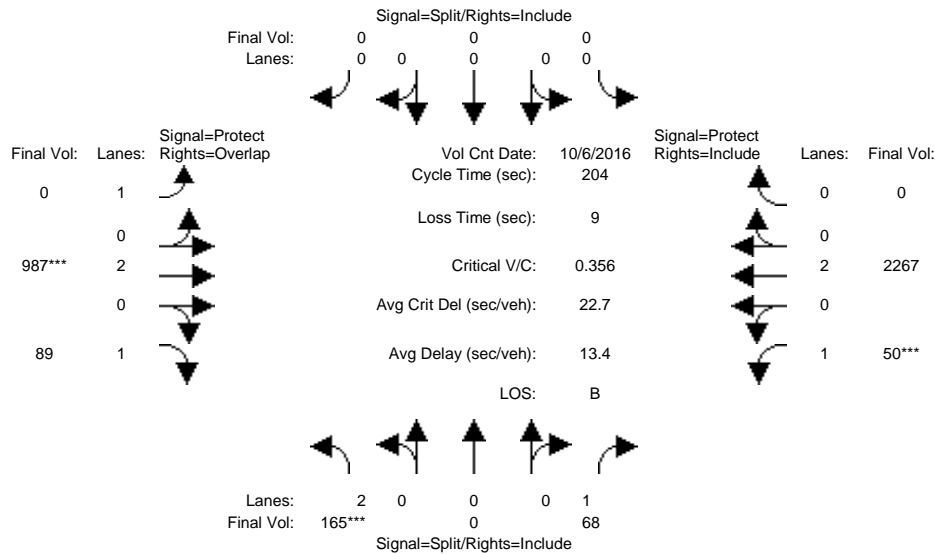 Signal=Split/Rights=Include
Final Vol: 0 0 0
Lanes: 0 0 0 0 0
Signal=Protect Signal=Protect
Final Vol: Lanes: Rights=Overlap Vol Cnt Date: 10/6/2016 Rights=Include Lanes: Final Vol:
Cycle Time (sec): 204
0 1 0 0
Loss Time (sec): 9
0 0
987*** 2 Critical V/C: 0.356 2 2267
0 Avg Crit Del (sec/veh): 22.7 0
89 1 Avg Delay (sec/veh): 13.4 1 50***
LOS: B
Lanes: 2 0 0 0 1
Final Vol: 165*** 0 68
Signal=Split/Rights=Include